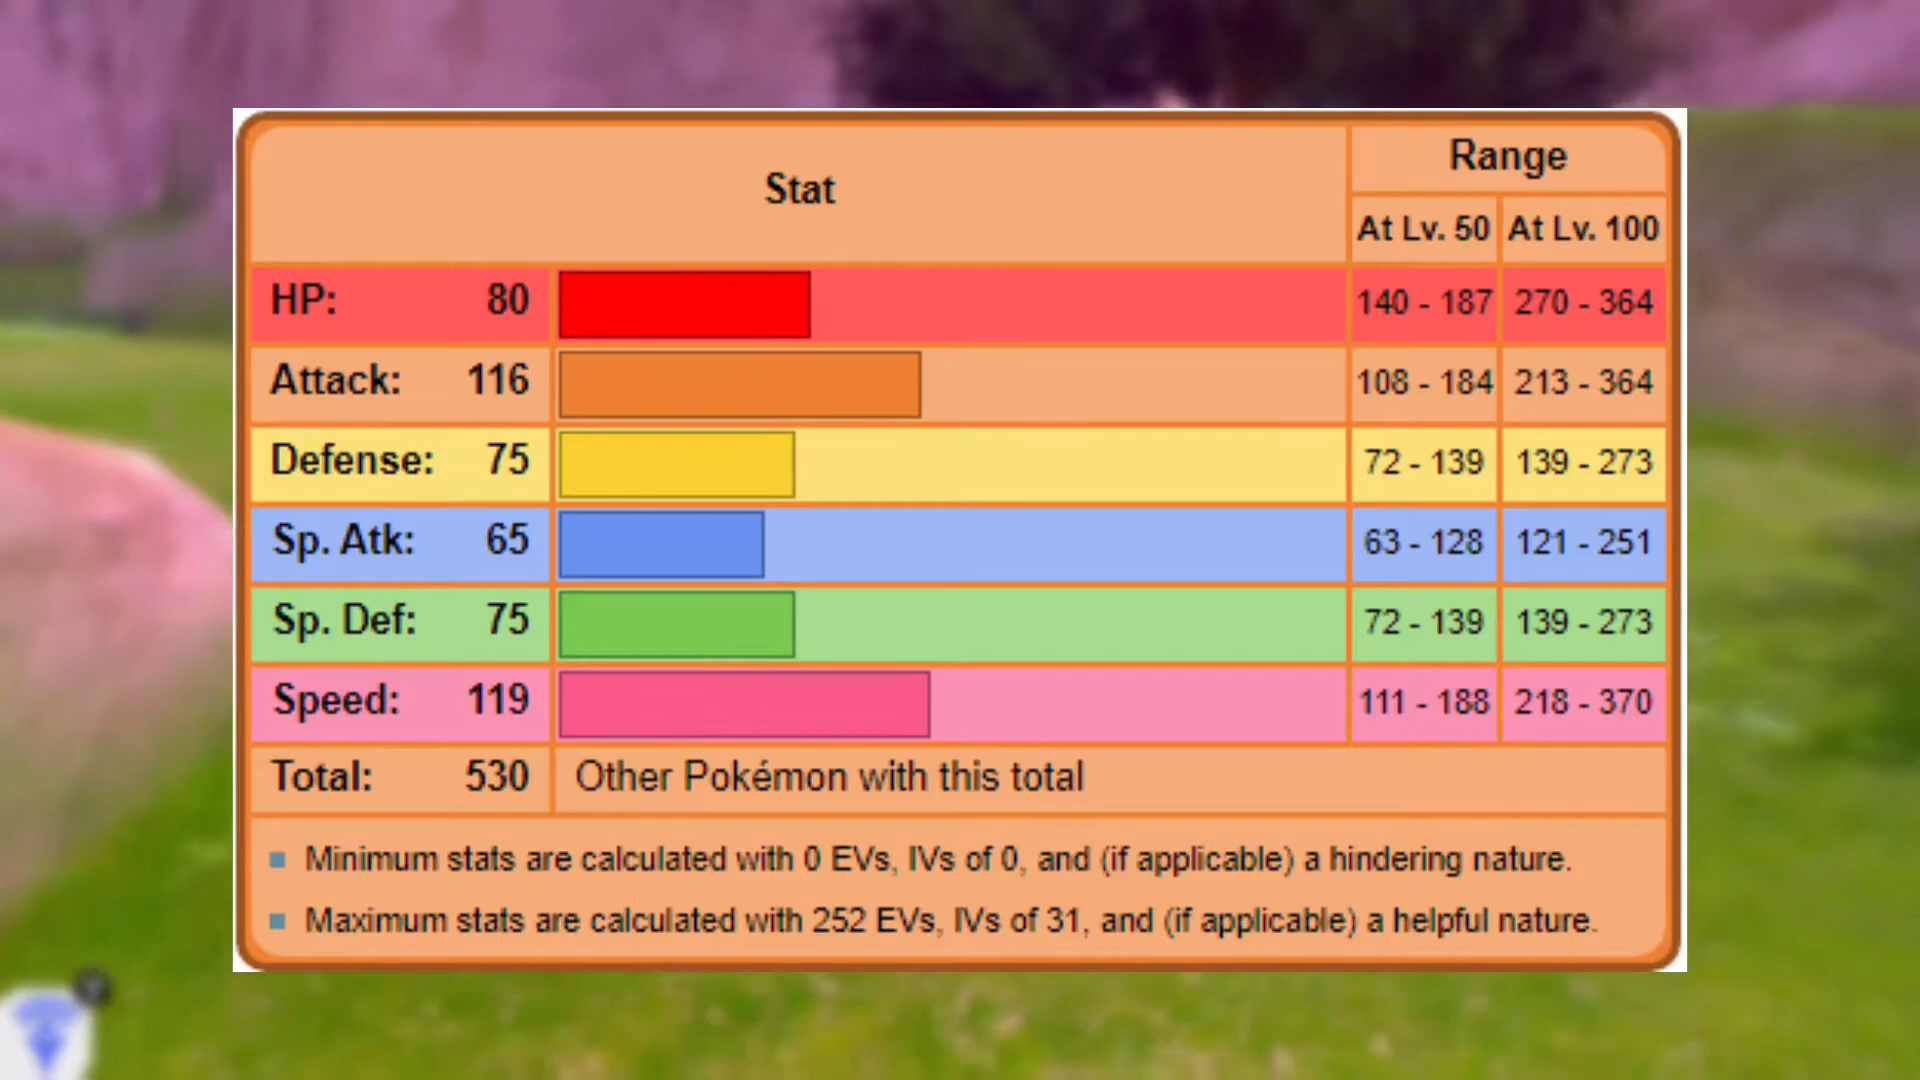 Stat
Range
At Lv. 50 At Lv. 100
HP: 80 140 - 187 270 - 364
Attack: 116 108 - 184 213 - 364
Defense: 75 72 - 139 139 - 273
Sp. Atk: 65 63 - 128 121 - 251
Sp. Def: 75 72 - 139 139 - 273
Speed: 119 111 - 188 218 - 370
Total: 530 Other Pokémon with this total
Minimum stats are calculated with 0 EVs, IVs of 0, and (if applicable) a hindering nature.
Maximum stats are calculated with 252 EVs, IVs of 31, and (if applicable) a helpful nature.